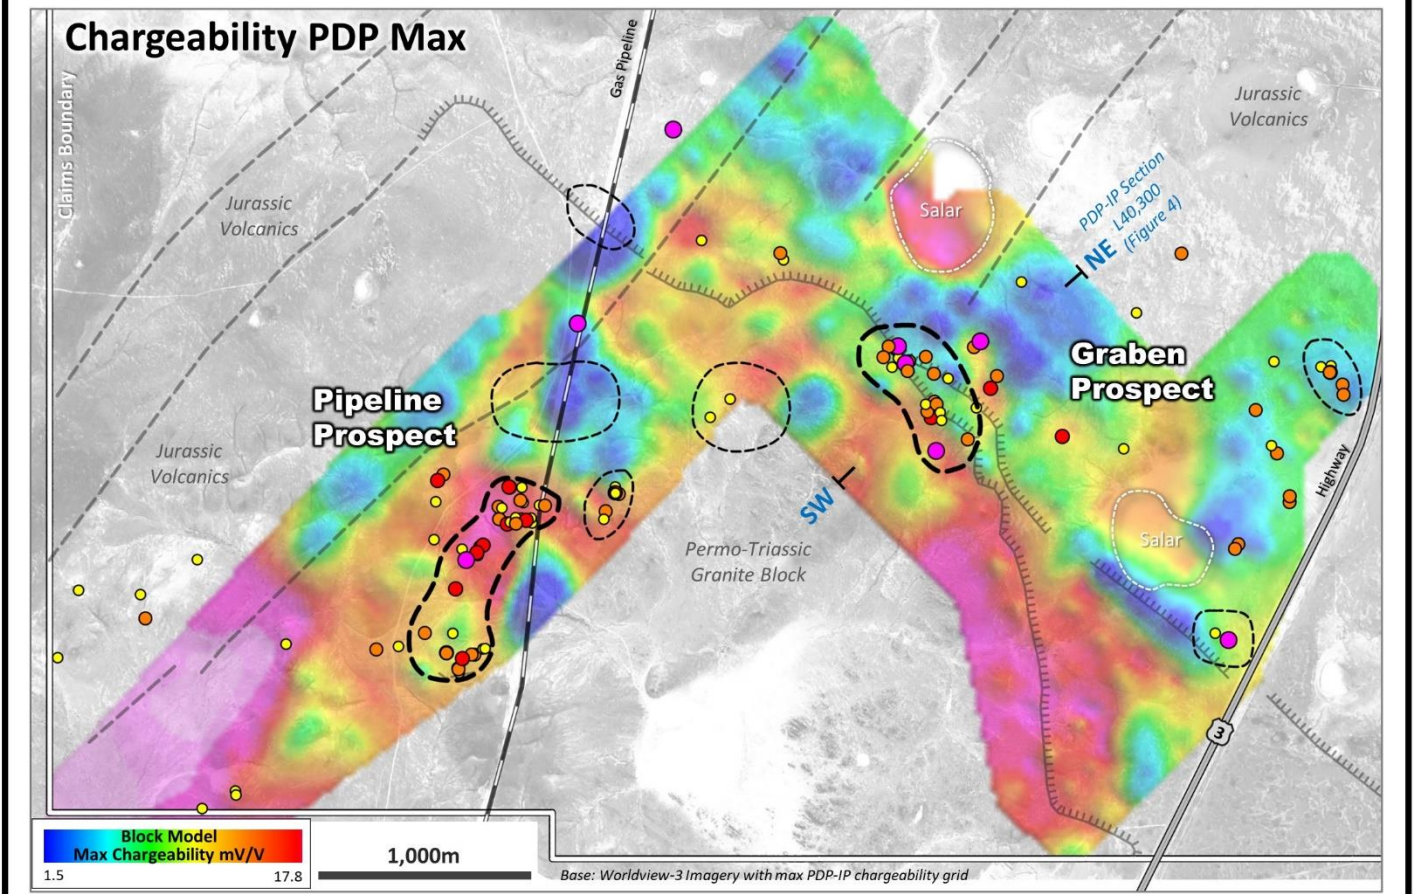 Chargeability PDP Max
Gas Pipeline
Claims Boundary
Jurassic
Volcanics
Jurassic
Volcanics
Salar
PDP-IP Section
L40,300
(Figure 4)
NE
Graben
Prospect
Pipeline
Prospect
Jurassic
Volcanics
Highway
SW
Permo-Triassic
Granite Block
Salar
3
Block Model
Max Chargeability mV/V
1.5
17.8
1,000m
Base: Worldview-3 Imagery with max PDP-IP chargeability grid